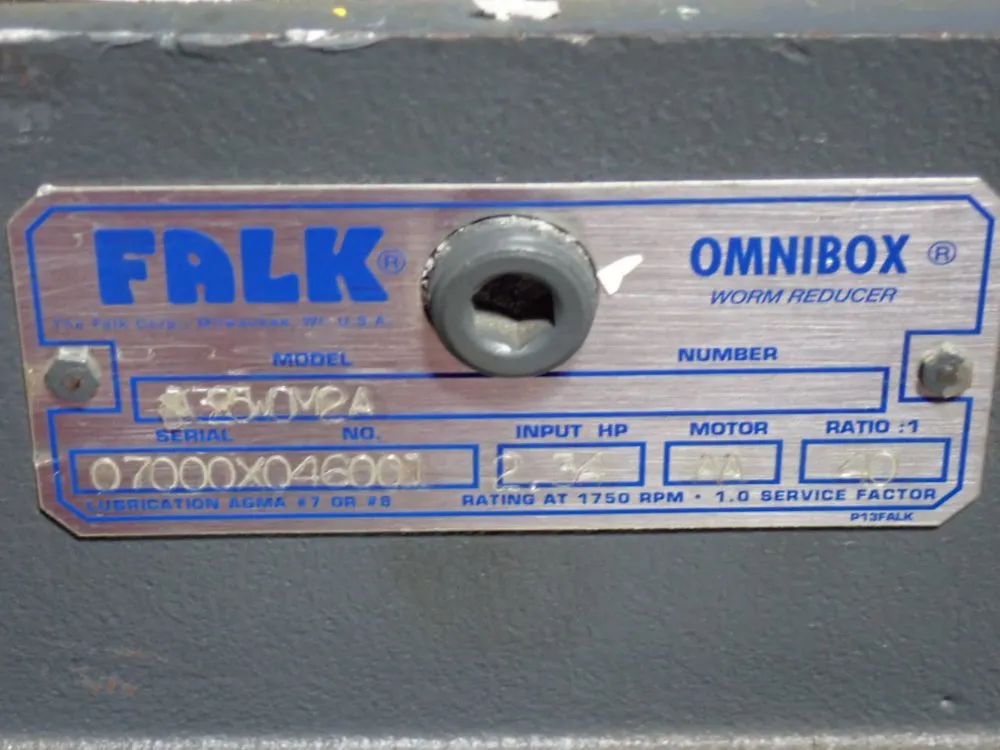 FALK® OMNIBOX ®
WORM REDUCER
The Falk Corp., Milwaukee, WI. U.S.A.
MODEL NUMBER
SERIAL NO. INPUT HP MOTOR RATIO :1
07000X046001 2.34 AA 40
LUBRICATION AGMA #7 OR #8 RATING AT 1750 RPM • 1.0 SERVICE FACTOR
P13FALK